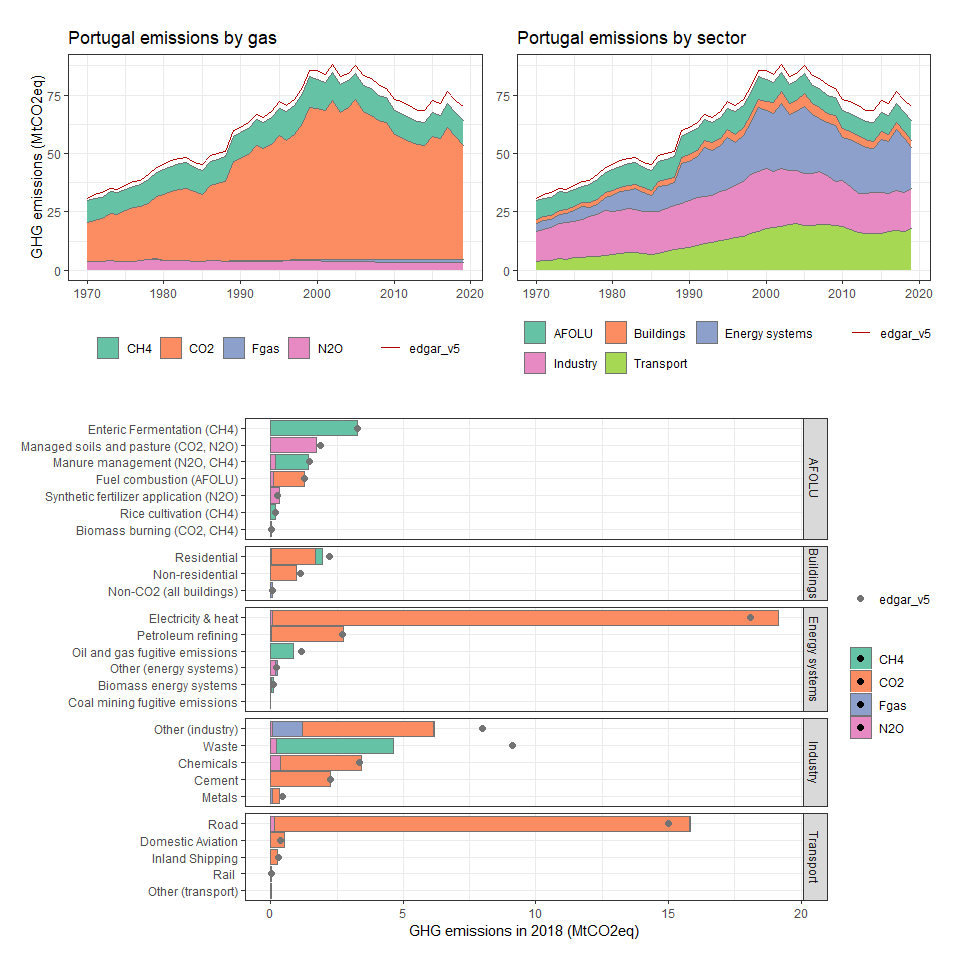 Portugal emissions by gas
GHG emissions (MtCO2eq)
75
50
25
0
1970 1980 1990 2000 2010 2020
CH4 CO2 Fgas N2O edgar_v5
Portugal emissions by sector
75
50
25
0
1970 1980 1990 2000 2010 2020
AFOLU Buildings Energy systems edgar_v5
Industry Transport
Enteric Fermentation (CH4)
Managed soils and pasture (CO2, N2O)
Manure management (N2O, CH4)
Fuel combustion (AFOLU)
Synthetic fertilizer application (N2O)
Rice cultivation (CH4)
Biomass burning (CO2, CH4)
AFOLU
Residential
Non-residential
Non-CO2 (all buildings)
Buildings
Electricity & heat
Petroleum refining
Oil and gas fugitive emissions
Other (energy systems)
Biomass energy systems
Coal mining fugitive emissions
Energy systems
Other (industry)
Waste
Chemicals
Cement
Metals
Industry
Road
Domestic Aviation
Inland Shipping
Rail
Other (transport)
Transport
0 5 10 15 20
GHG emissions in 2018 (MtCO2eq)
edgar_v5
CH4
CO2
Fgas
N2O